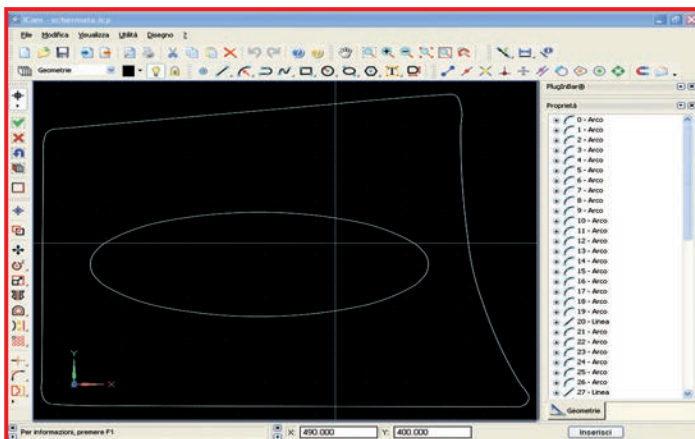 XCam - schermata.xcp
File Modifica Visualizza Utilità Disegno ?
Geometrie
PlugInBar®
Proprietà
0 - Arco
1 - Arco
2 - Arco
3 - Arco
4 - Arco
5 - Arco
6 - Arco
7 - Arco
8 - Arco
9 - Arco
10 - Arco
11 - Arco
12 - Arco
13 - Arco
14 - Arco
15 - Arco
16 - Arco
17 - Arco
18 - Arco
19 - Arco
20 - Linea
21 - Arco
22 - Arco
23 - Arco
24 - Arco
25 - Arco
26 - Arco
27 - Linea
Y
X
Geometrie
Per informazioni, premere F1
X: 490.000 Y: 400.000
Inserisci